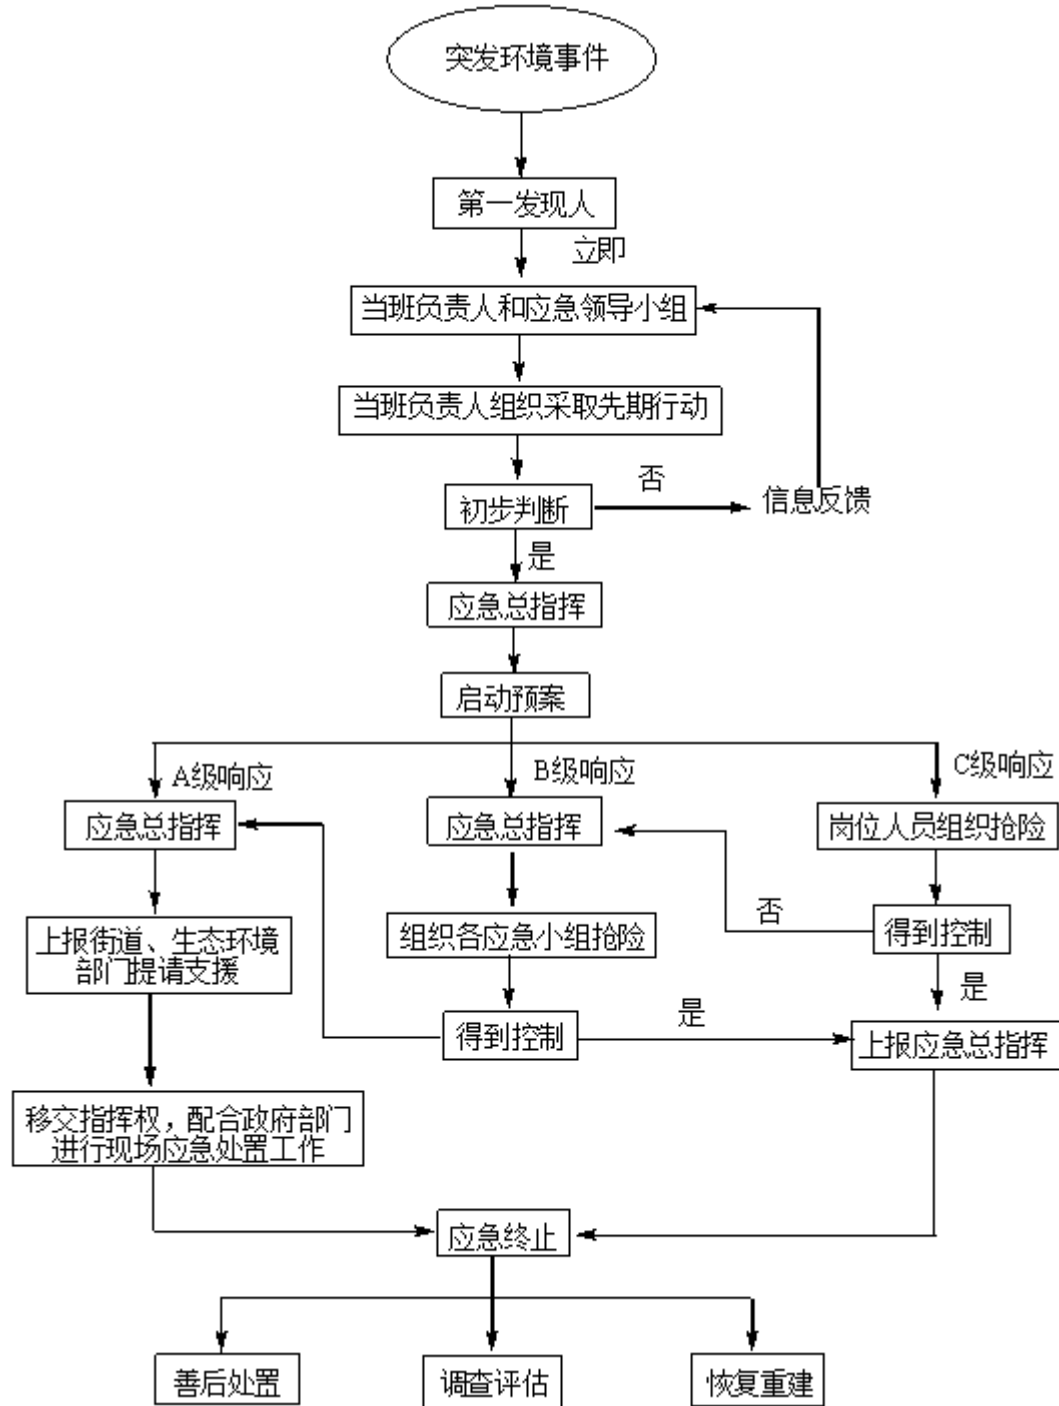 突发环境事件
第一发现人
立即
当班负责人和应急领导小组
当班负责人组织采取先期行动
否
初步判断
信息反馈
是
应急总指挥
启动预案
A级响应
B级响应
C级响应
应急总指挥
应急总指挥
岗位人员组织抢险
否
上报街道、生态环境
部门提请支援
组织各应急小组抢险
得到控制
是
得到控制
是
上报应急总指挥
移交指挥权，配合政府部门
进行现场应急处置工作
应急终止
善后处置
调查评估
恢复重建